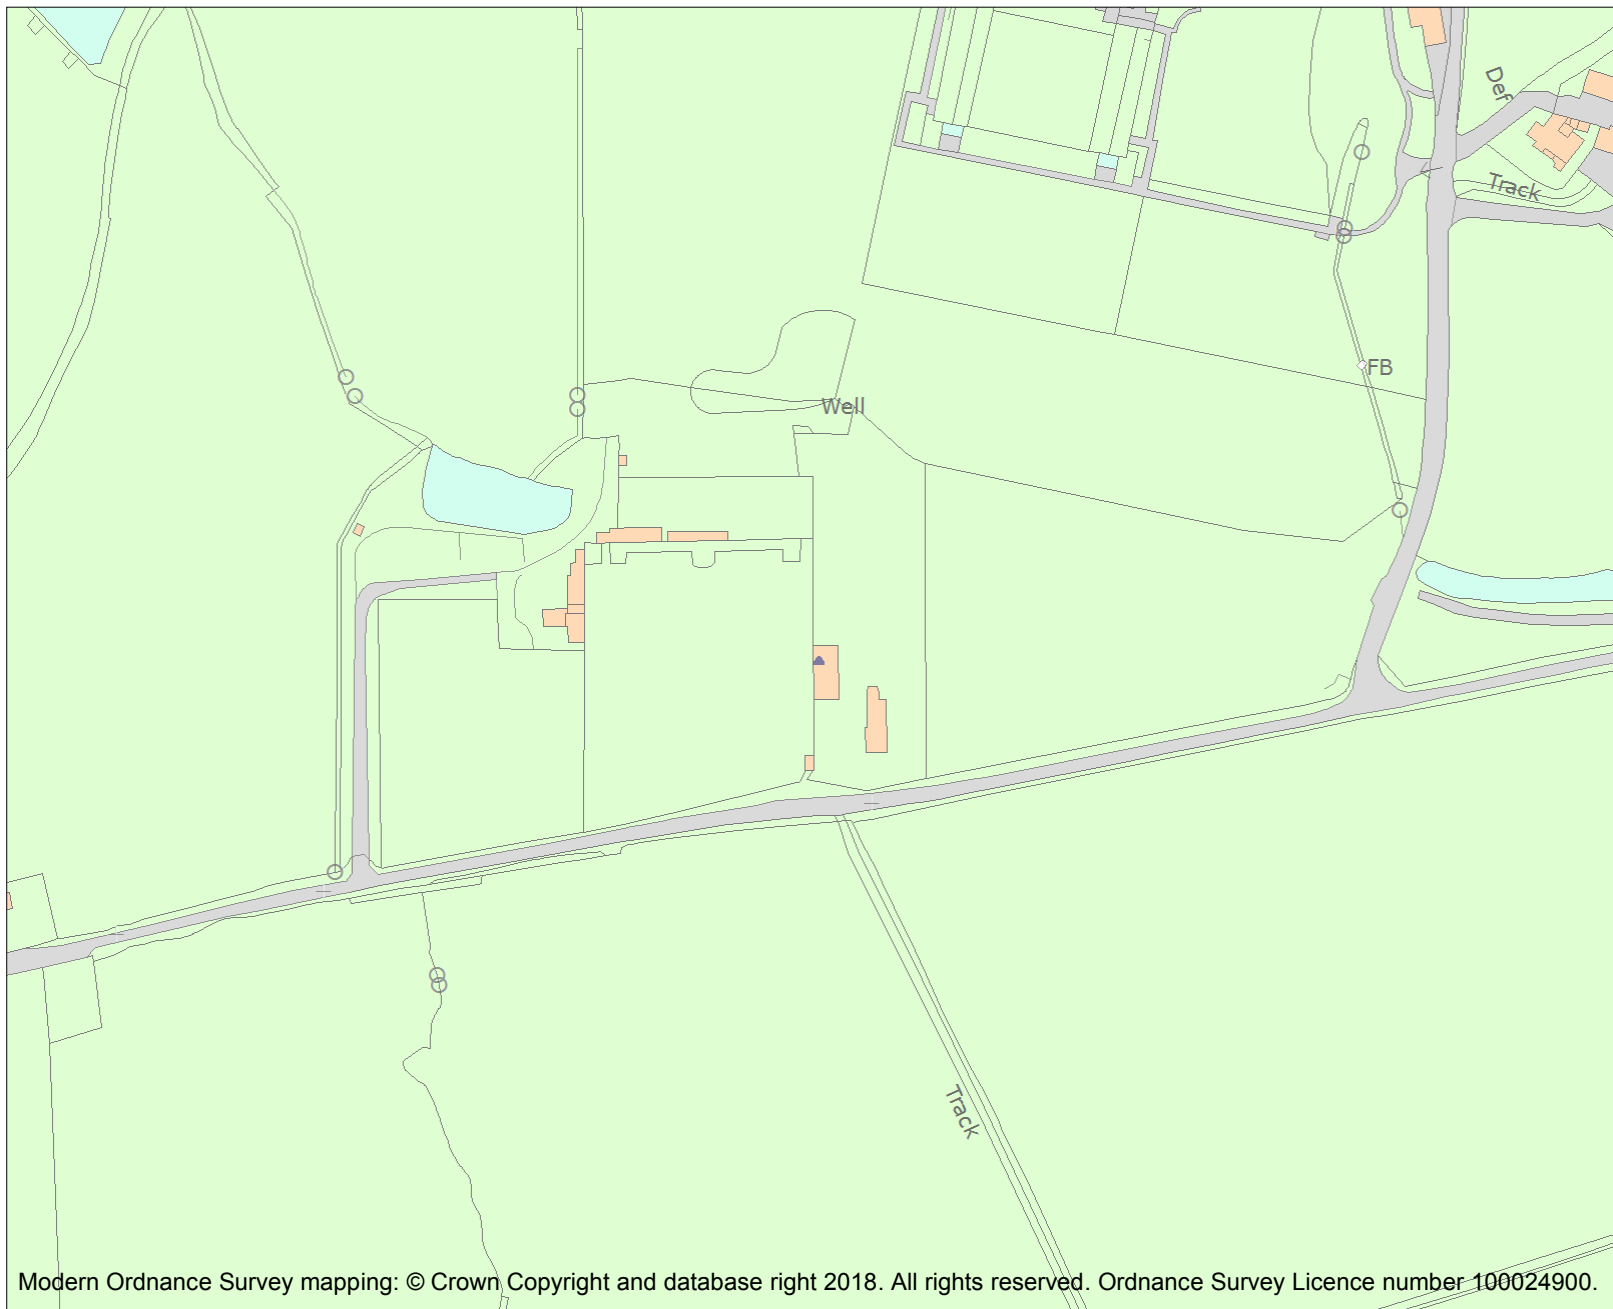 Def
Track
FB
Well
Track
Modern Ordnance Survey mapping: © Crown Copyright and database right 2018. All rights reserved. Ordnance Survey Licence number 100024900.